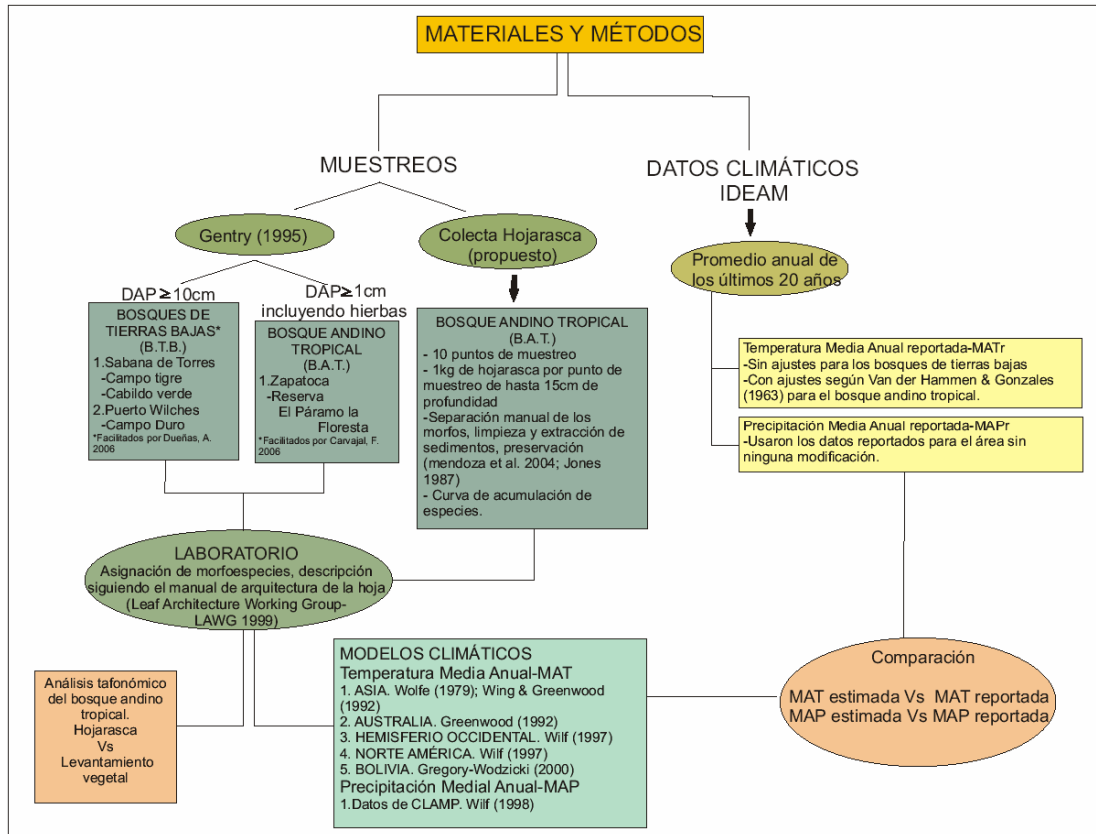 MATERIALES Y MÉTODOS
MUESTREOS
DATOS CLIMÁTICOS
IDEAM
Gentry (1995)
Colecta Hojarasca
(propuesto)
Promedio anual de
los últimos 20 años
DAP ≥ 10cm
BOSQUES DE
TIERRAS BAJAS*
(B.T.B.)
1.Sabana de Torres
-Campo tigre
-Cabildo verde
2.Puerto Wilches
-Campo Duro
*Facilitados por Dueñas, A.
2006
DAP≥1cm
incluyendo hierbas
BOSQUE ANDINO
TROPICAL
(B.A.T.)
1.Zapatoca
-Reserva
El Páramo la
Floresta
*Facilitados por Carvajal, F.
2006
BOSQUE ANDINO TROPICAL
(B.A.T.)
- 10 puntos de muestreo
- 1kg de hojarasca por punto de
muestreo de hasta 15cm de
profundidad
-Separación manual de los
morfos, limpieza y extracción de
sedimentos, preservación
(mendoza et al. 2004; Jones
1987)
- Curva de acumulación de
especies.
Temperatura Media Anual reportada-MATr
-Sin ajustes para los bosques de tierras bajas
-Con ajustes según Van der Hammen & Gonzales
(1963) para el bosque andino tropical.
Precipitación Media Anual reportada-MAPr
-Usaron los datos reportados para el área sin
ninguna modificación.
LABORATORIO
Asignación de morfoespecies, descripción
siguiendo el manual de arquitectura de la hoja
(Leaf Architecture Working Group-
LAWG 1999)
Análisis tafonómico
del bosque andino
tropical.
Hojarasca
Vs
Levantamiento
vegetal
MODELOS CLIMÁTICOS
Temperatura Media Anual-MAT
1. ASIA. Wolfe (1979); Wing & Greenwood
(1992)
2. AUSTRALIA. Greenwood (1992)
3. HEMISFERIO OCCIDENTAL. Wilf (1997)
4. NORTE AMÉRICA. Wilf (1997)
5. BOLIVIA. Gregory-Wodzicki (2000)
Precipitación Medial Anual-MAP
1.Datos de CLAMP. Wilf (1998)
Comparación
MAT estimada Vs MAT reportada
MAP estimada Vs MAP reportada